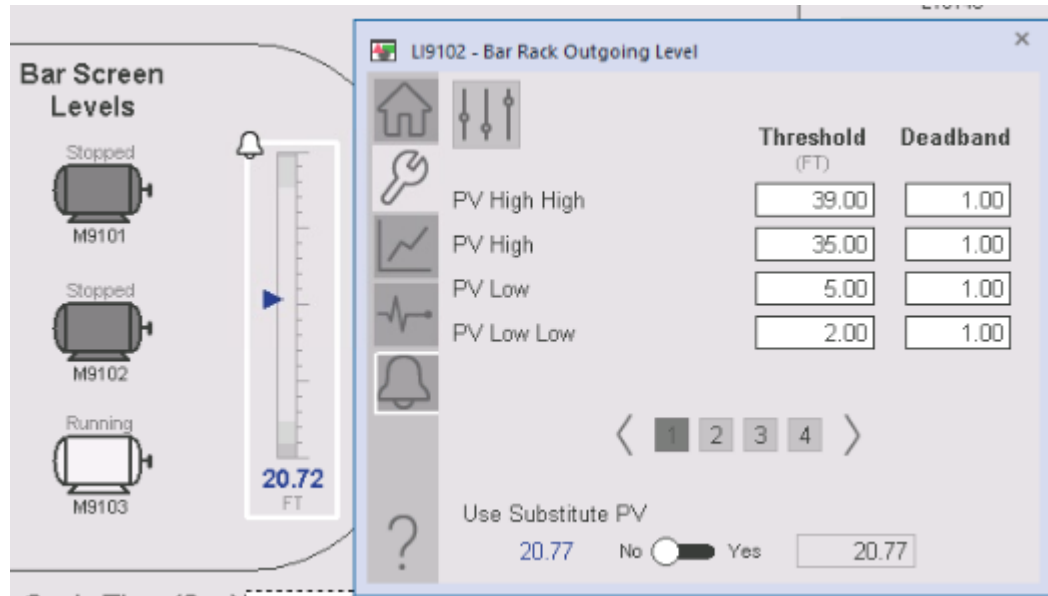 Bar Screen
Levels
Stopped
M9101
Stopped
M9102
Running
M9103
20.72
FT
LI9102 - Bar Rack Outgoing Level
×
Threshold Deadband
(FT)
PV High High 39.00 1.00
PV High 35.00 1.00
PV Low 5.00 1.00
PV Low Low 2.00 1.00
1 2 3 4
?
Use Substitute PV
20.77 No Yes 20.77